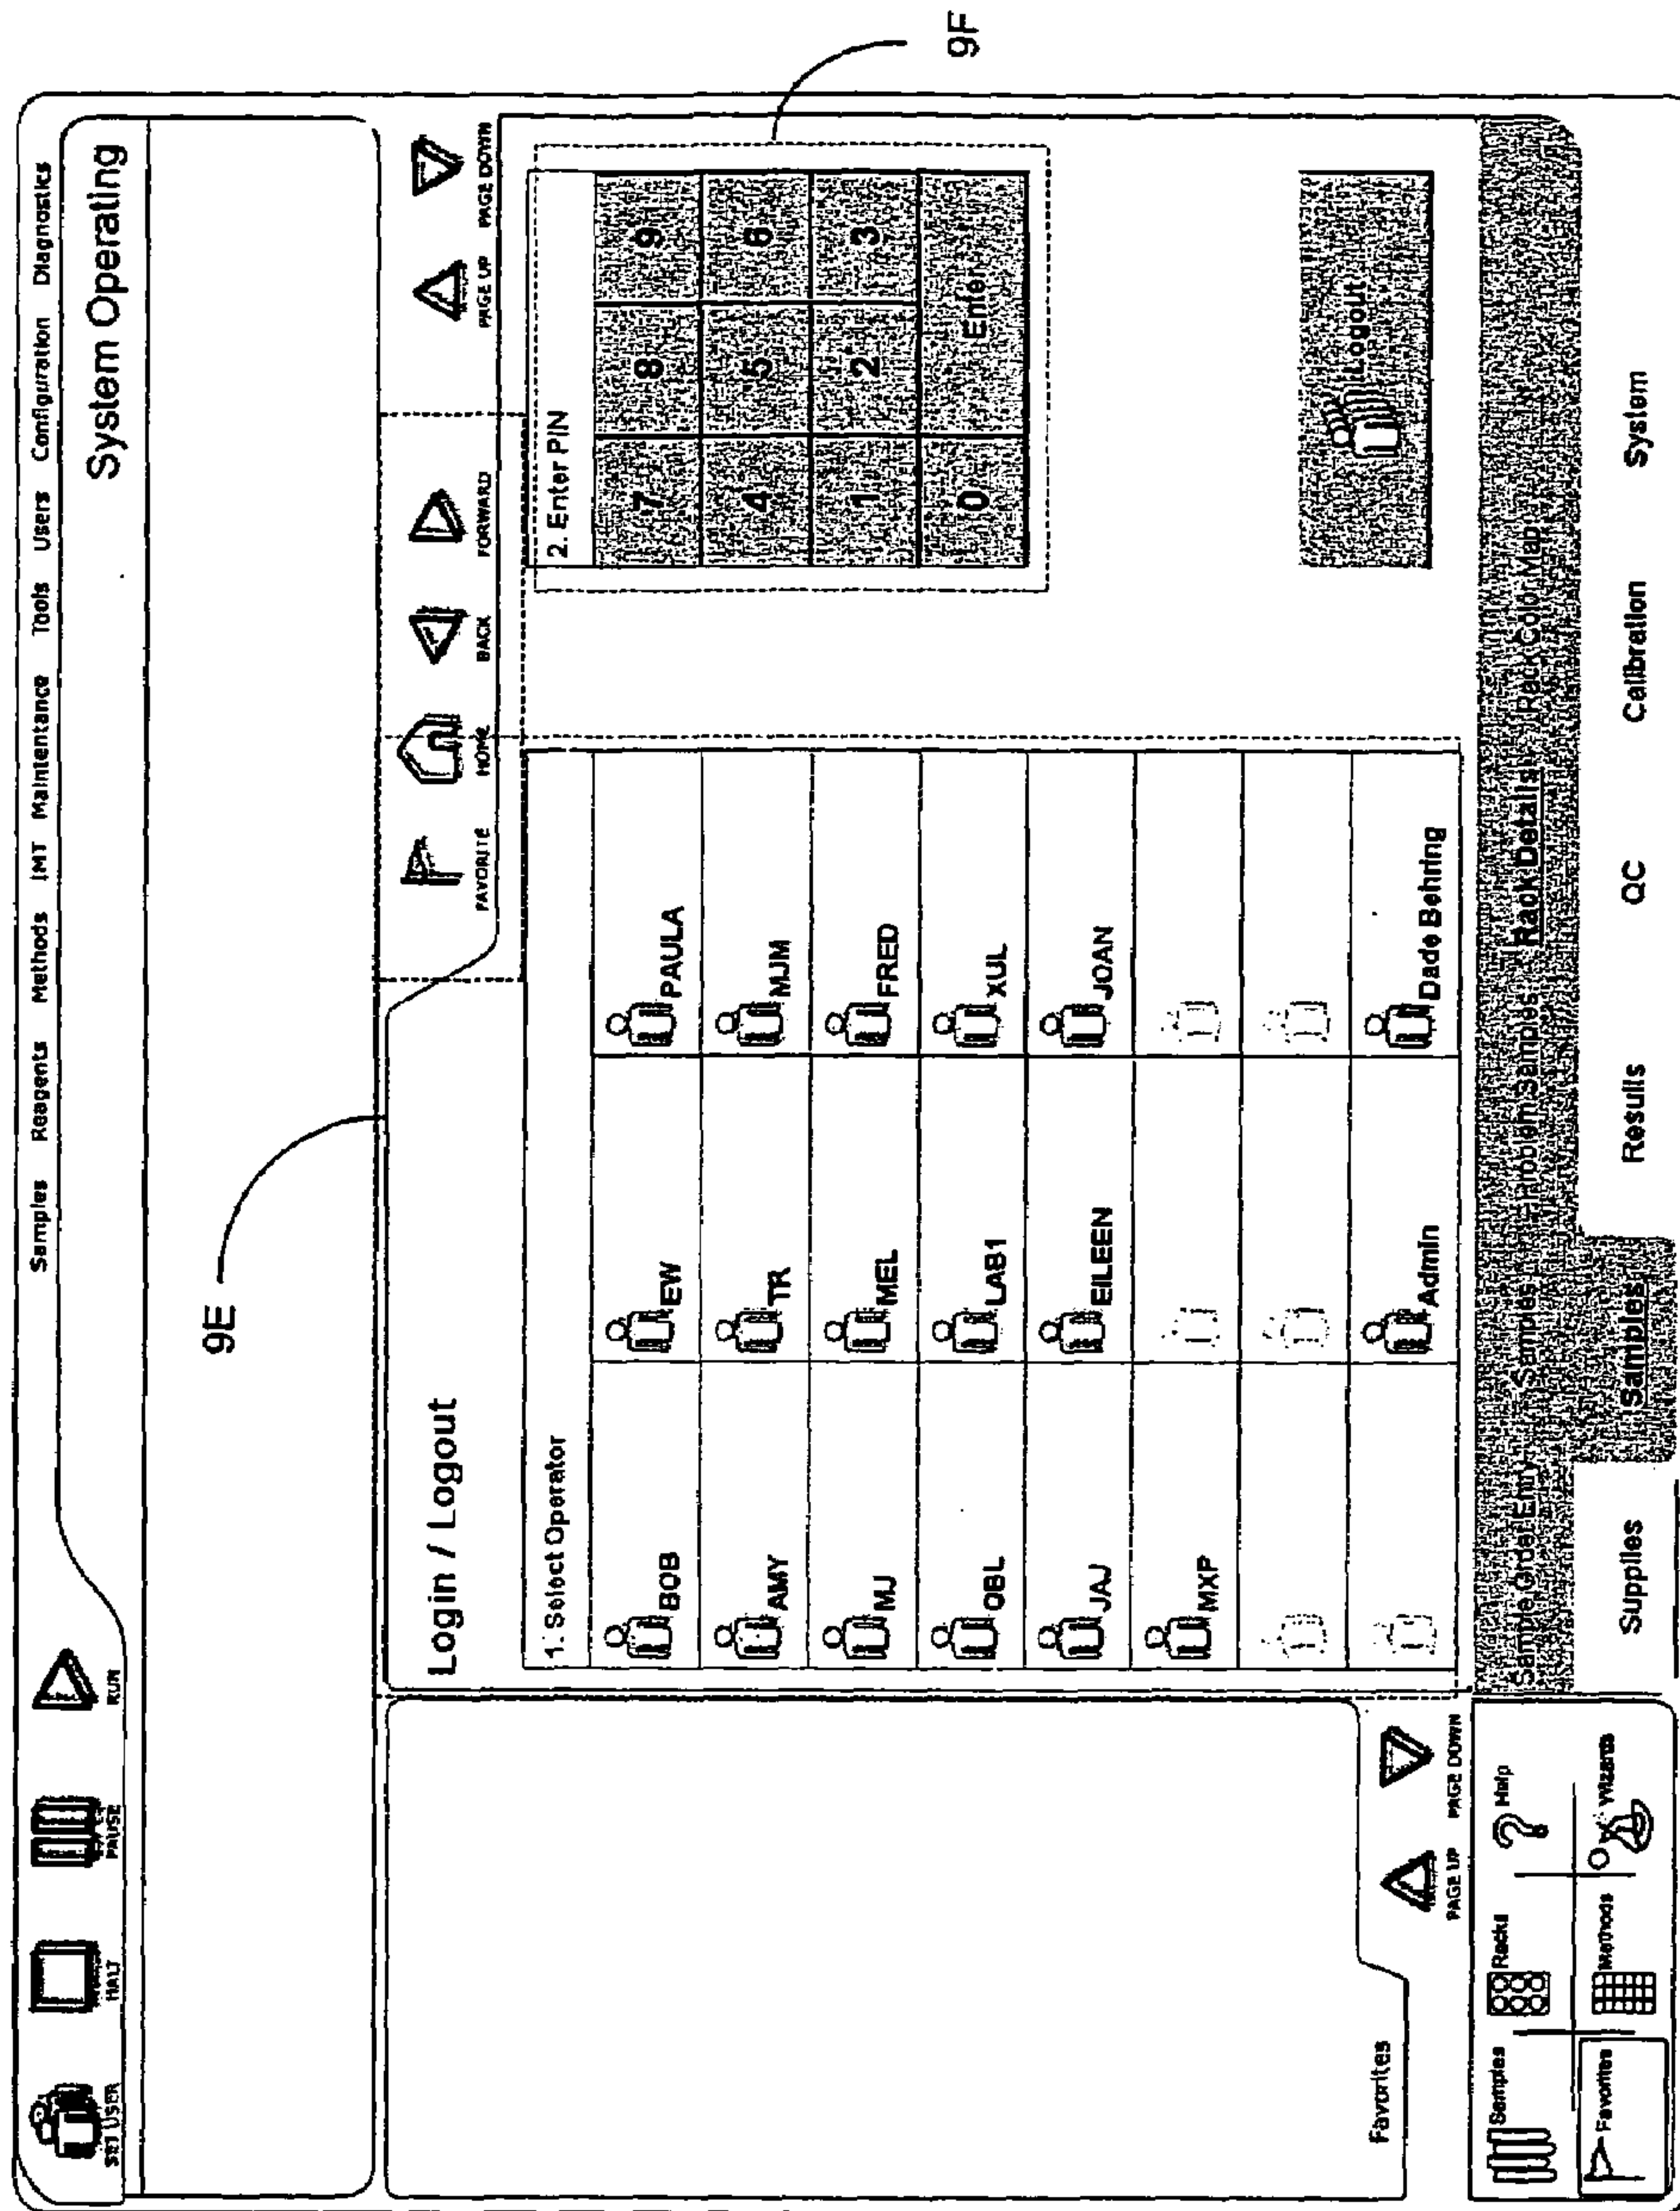 Samples Reagents Methods IMT Maintentance Tools Users Configuration Diagnostics
SET USER HALT PAUSE RUN
System Operating
9E
9F
FAVORITE HOME BACK FORWARD PAGE UP PAGE DOWN
Login / Logout
1. Select Operator
BOB EW PAULA
AMY TR MJM
MJ MEL FRED
OBL LAB1 XUL
JAJ EILEEN JOAN
MXP
Admin Dade Behring
2. Enter PIN
7 8 9
4 5 6
1 2 3
0 Enter
Logout
Favorites
PAGE UP PAGE DOWN
Samples Racks Help
Favorites Methods Wizards
Sample Order Entry Samples Problem Samples Rack Details Rack Color Map
Supplies Samples Results QC Calibration System